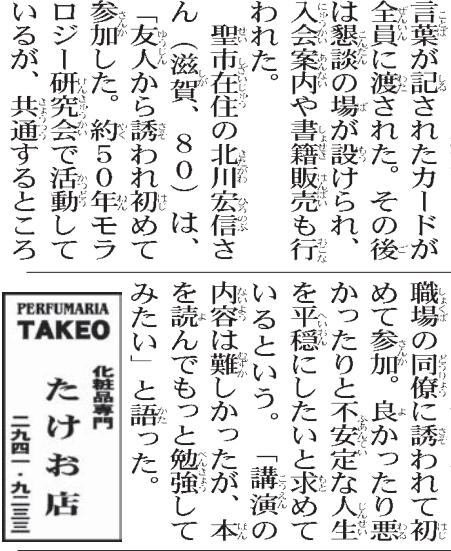 言葉が記されたカードが
全員に渡された。その後
は懇談の場が設けられ、
入会案内や書籍販売も行
われた。
聖市在住の北川宏信さ
ん（滋賀、８０）は、
「友人から誘われ初めて
参加した。約５０年モラ
ロジー研究会で活動して
いるが、共通するところ
職場の同僚に誘われて初
めて参加。良かったり悪
かったりと不安定な人生
を平穏にしたいと求めて
いるという。「講演の
内容は難しかったが、本
を読んでもっと勉強して
みたい」と語った。
PERFUMARIA
TAKEO
化粧品専門
たけお店
二九四一・九二三三